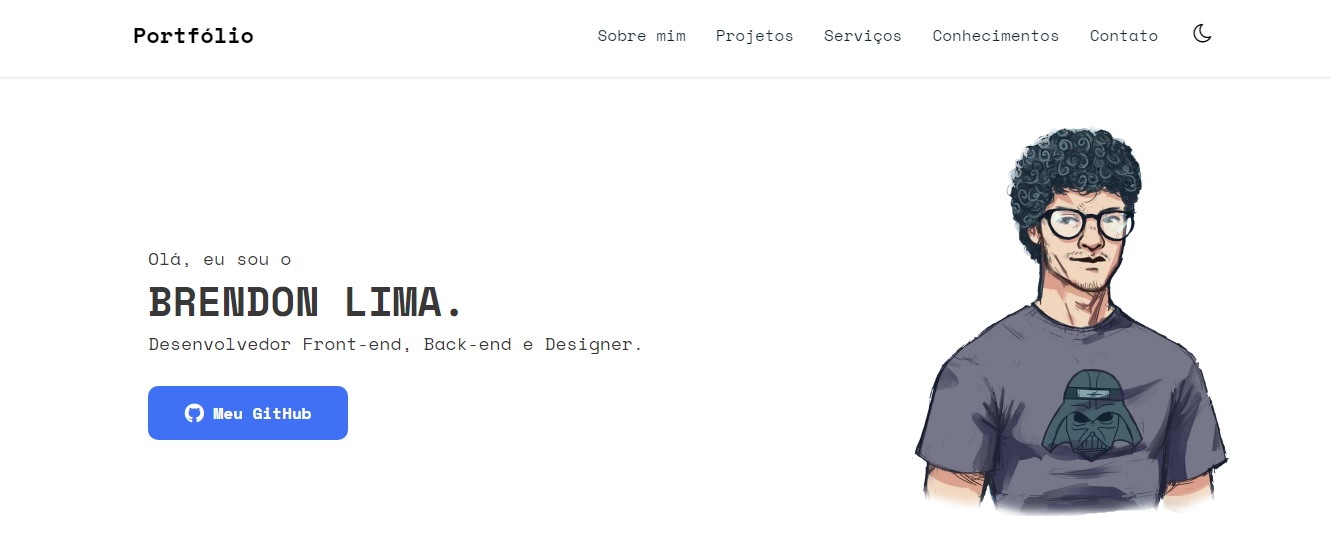 Portfólio
Sobre mim Projetos Serviços Conhecimentos Contato
Olá, eu sou o
BRENDON LIMA.
Desenvolvedor Front-end, Back-end e Designer.
Meu GitHub